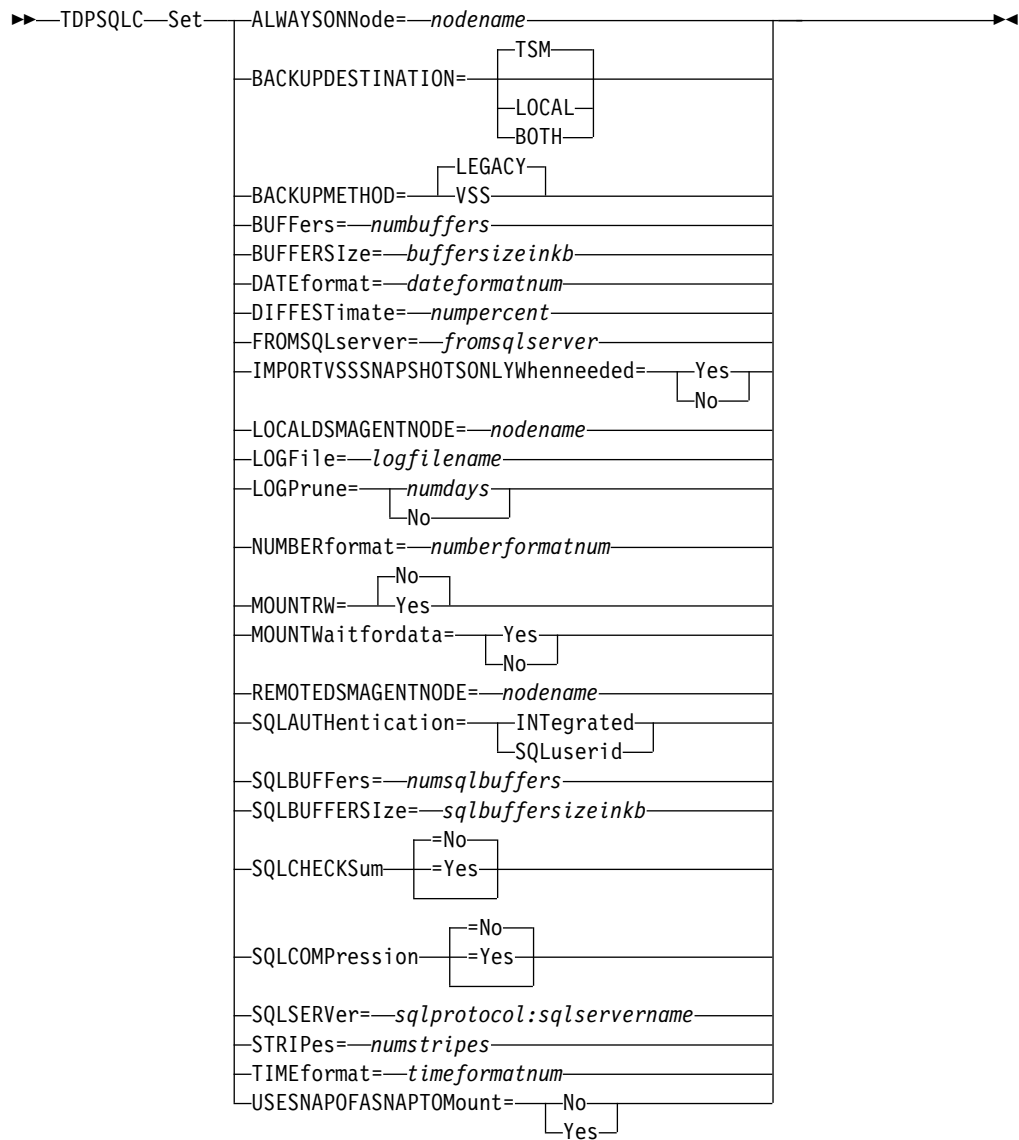 TDPSQLC Set ALWAYSONNode= nodename
TSM
BACKUPDESTINATION=
LOCAL
BOTH
LEGACY
BACKUPMETHOD= VSS
BUFFers= numbuffers
BUFFERSIze= buffersizeinkb
DATEformat= dateformatnum
DIFFESTimate= numpercent
FROMSQLserver= fromsqlserver
IMPORTVSSSNAPSHOTSONLYWhenneeded= Yes
No
LOCALDSMAGENTNODE= nodename
LOGFile= logfilename
LOGPrune= numdays
No
NUMBERformat= numberformatnum
No
MOUNTRW= Yes
MOUNTWaitfordata= Yes
No
REMOTEDSMAGENTNODE= nodename
SQLAUTHentication= INTegrated
SQLuserid
SQLBUFFers= numsqlbuffers
SQLBUFFERSIze= sqlbuffersizeinkb
=No
SQLCHECKSum =Yes
=No
SQLCOMPression =Yes
SQLSERVer= sqlprotocol:sqlservername
STRIPes= numstripes
TIMEformat= timeformatnum
USESNAPOFASNAPTOMount= No
Yes